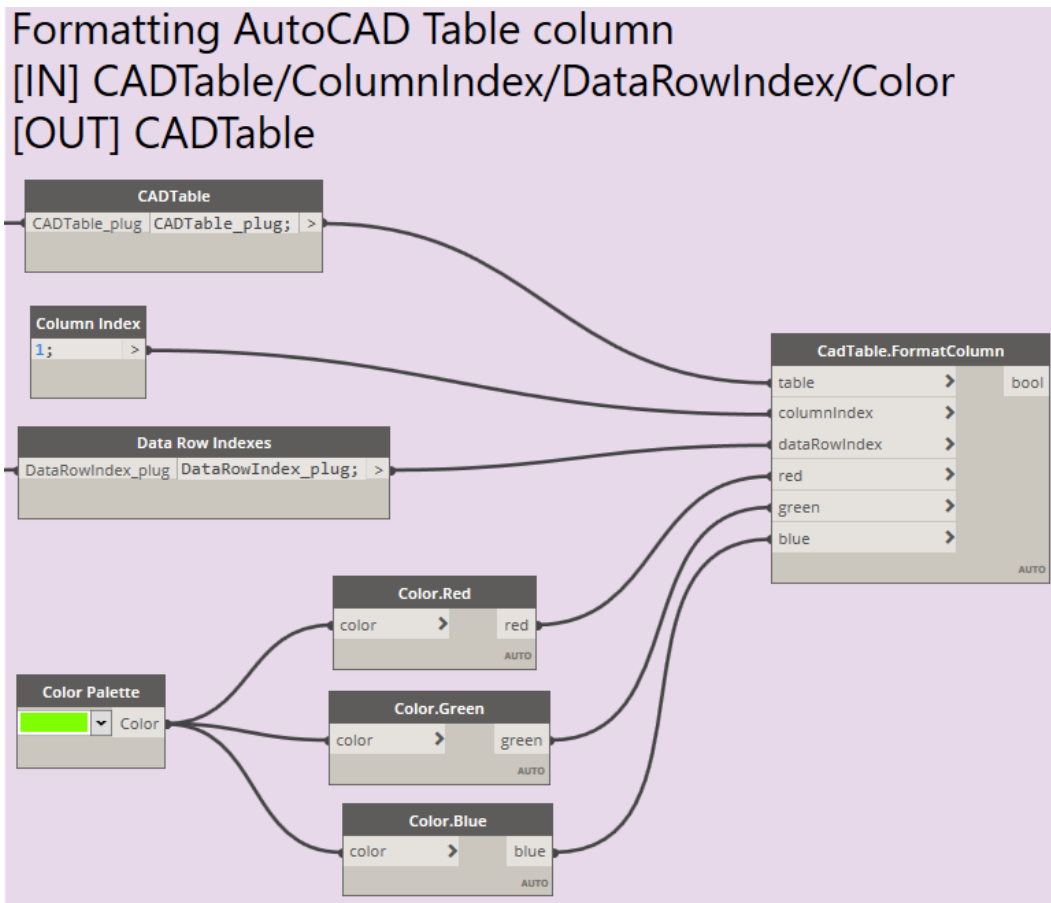 Formatting AutoCAD Table column
[IN] CADTable/ColumnIndex/DataRowIndex/Color
[OUT] CADTable
CADTable
CADTable_plug CADTable_plug; >
Column Index
1; >
Data Row Indexes
DataRowIndex_plug DataRowIndex_plug; >
CadTable.FormatColumn
table > bool
columnIndex >
dataRowIndex >
red >
green >
blue >
AUTO
Color.Red
color > red
AUTO
Color Palette
Color
Color.Green
color > green
AUTO
Color.Blue
color > blue
AUTO